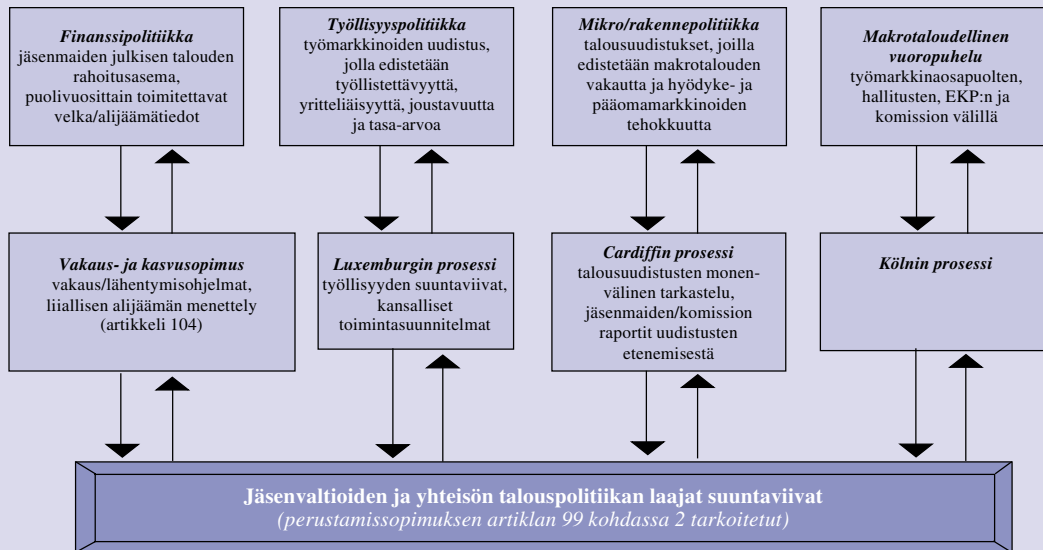 Finanssipolitiikka
jäsenmaiden julkisen talouden
rahoitusasema,
puolivuosittain toimitettavat
velka/alijäämätiedot
Työllisyyspolitiikka
työmarkkinoiden uudistus,
jolla edistetään
työllistettävyyttä,
yritteliäisyyttä, joustavuutta
ja tasa-arvoa
Mikro/rakennepolitiikka
talousuudistukset, joilla
edistetään makrotalouden
vakautta ja hyödyke- ja
pääomamarkkinoiden
tehokkuutta
Makrotaloudellinen
vuoropuhelu
työmarkkinaosapuolten,
hallitusten, EKP:n ja
komission välillä
Vakaus- ja kasvusopimus
vakaus/lähentymisohjelmat,
liiallisen alijäämän menettely
(artikkeli 104)
Luxemburgin prosessi
työllisyyden suuntaviivat,
kansalliset
toimintasuunnitelmat
Cardiffin prosessi
talousuudistusten monen-
välinen tarkastelu,
jäsenmaiden/komission
raportit uudistusten
etenemisestä
Kölnin prosessi
Jäsenvaltioiden ja yhteisön talouspolitiikan laajat suuntaviivat
(perustamissopimuksen artiklan 99 kohdassa 2 tarkoitetut)